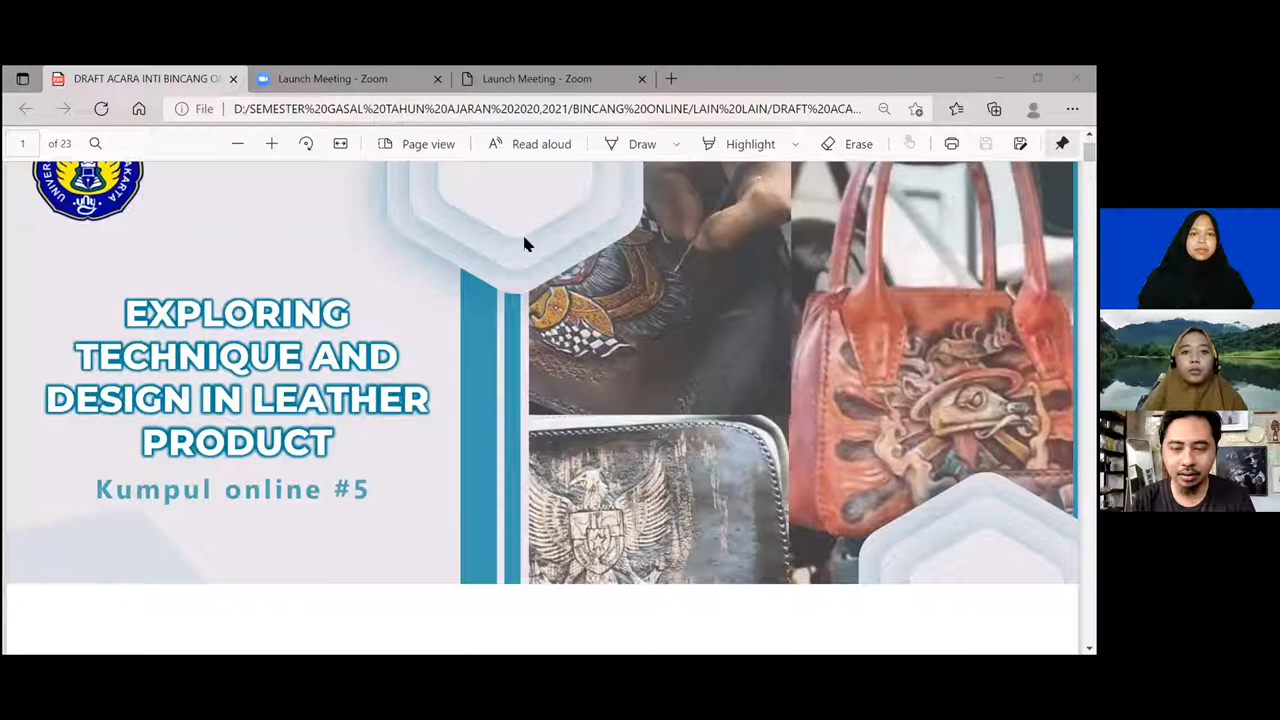 DRAFT ACARA INTI BINCANG O
Launch Meeting - Zoom
Launch Meeting - Zoom
File
D:/SEMESTER%20GASAL%20TAHUN%20AJARAN%202020,2021/BINCANG%20ONLINE/LAIN%20LAIN/DRAFT%20ACA...
1 of 23
Page view
Read aloud
Draw
Highlight
Erase
EXPLORING
TECHNIQUE AND
DESIGN IN LEATHER
PRODUCT
Kumpul online #5